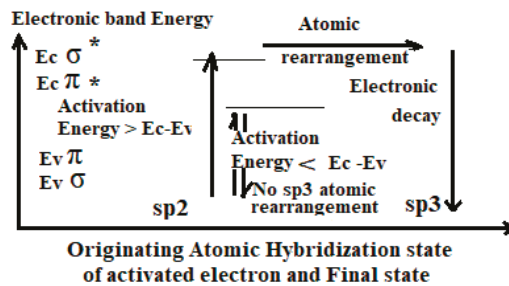 Electronic band Energy
Ec σ*
Ec π*
Activation
Energy > Ec-Ev
Ev π
Ev σ
sp2
Atomic
rearrangement
Electronic
decay
Activation
Energy < Ec -Ev
No sp3 atomic
rearrangement
sp3
Originating Atomic Hybridization state
of activated electron and Final state